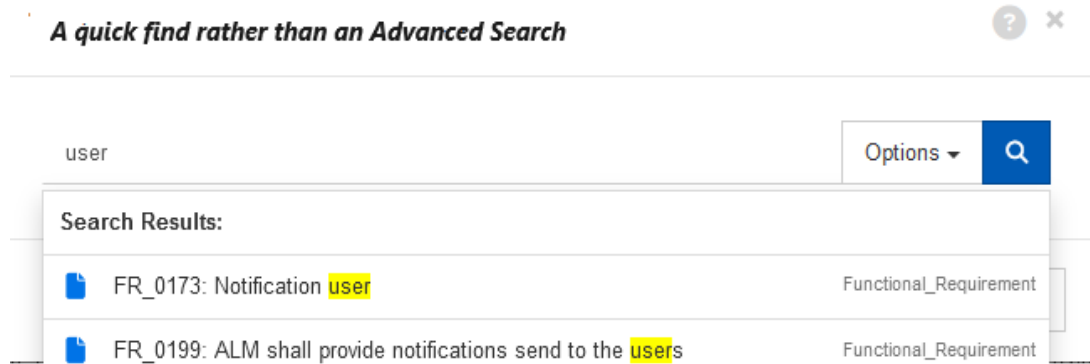 A quick find rather than an Advanced Search
user
Options
Search Results:
FR_0173: Notification user Functional_Requirement
FR_0199: ALM shall provide notifications send to the users Functional_Requirement